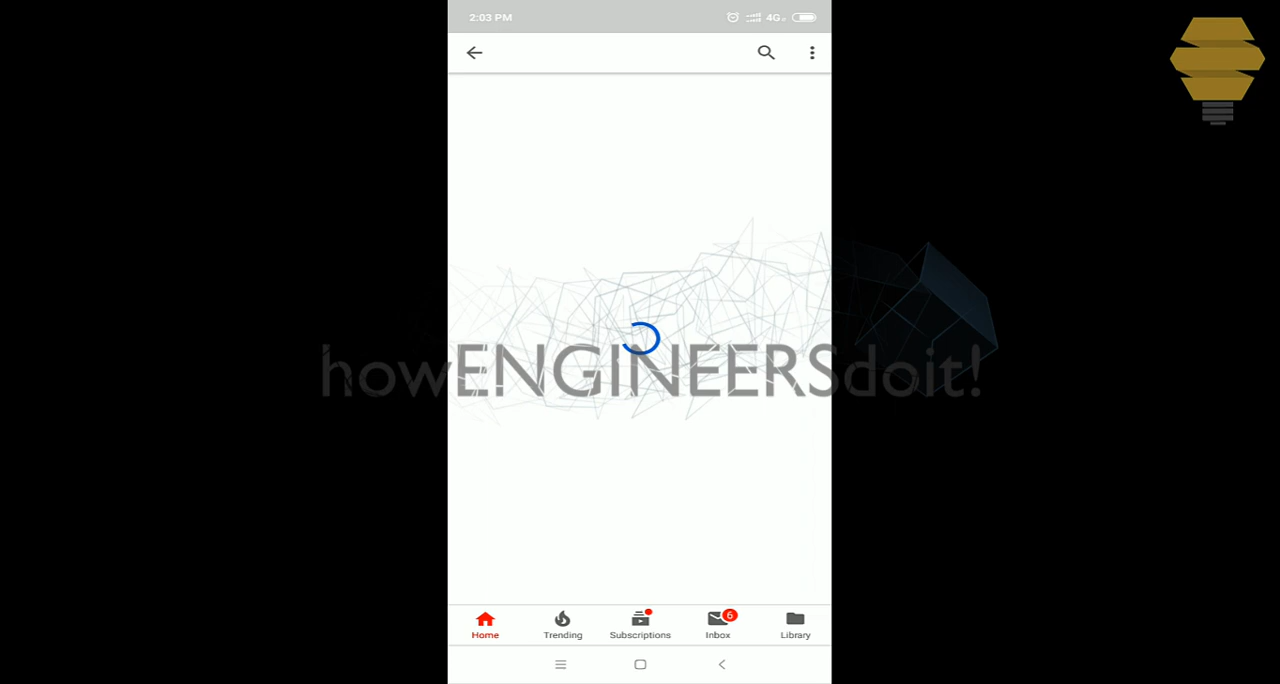 2:03 PM
4G
howENGINEERSdoit!
6
Home
Trending
Subscriptions
Inbox
Library